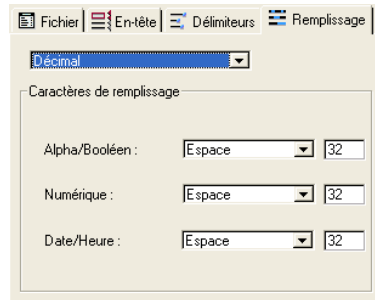 Fichier En-tête Délimiteurs Remplissage
Décimal
Caractères de remplissage
Alpha/Booléen : Espace 32
Numérique : Espace 32
Date/Heure : Espace 32